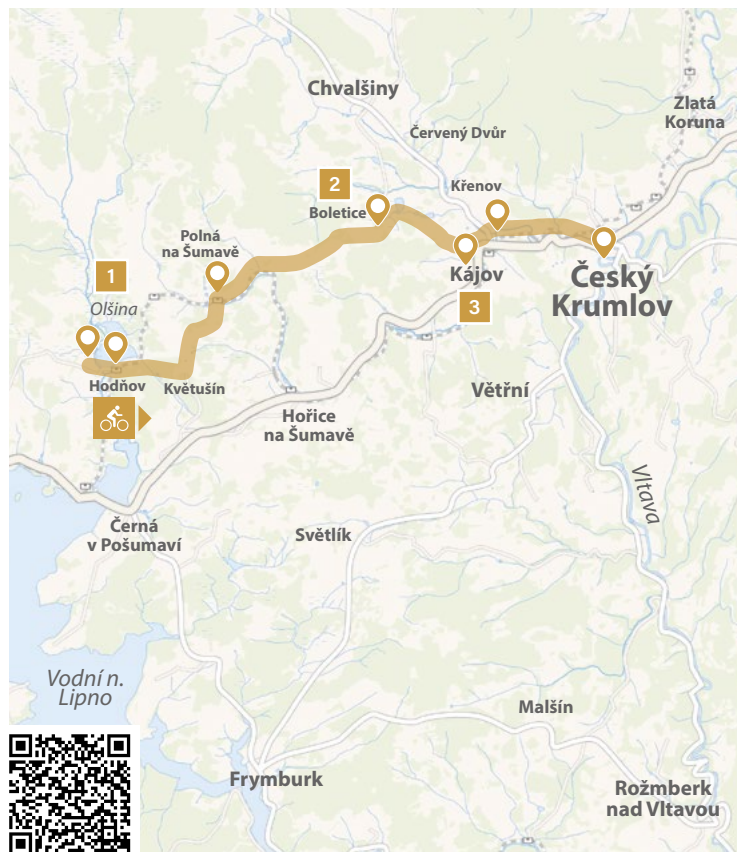 Chvalšiny
Zlatá
Koruna
Červený Dvůr
Křenov
2
Boletice
Polná
na Šumavě
1
Olšina
Kájov
3
Český
Krumlov
Hodňov
Květušín
Větřní
Hořice
na Šumavě
Vltava
Černá
v Pošumaví
Světlík
Vodní n.
Lipno
Malšín
Frymburk
Rožmberk
nad Vltavou